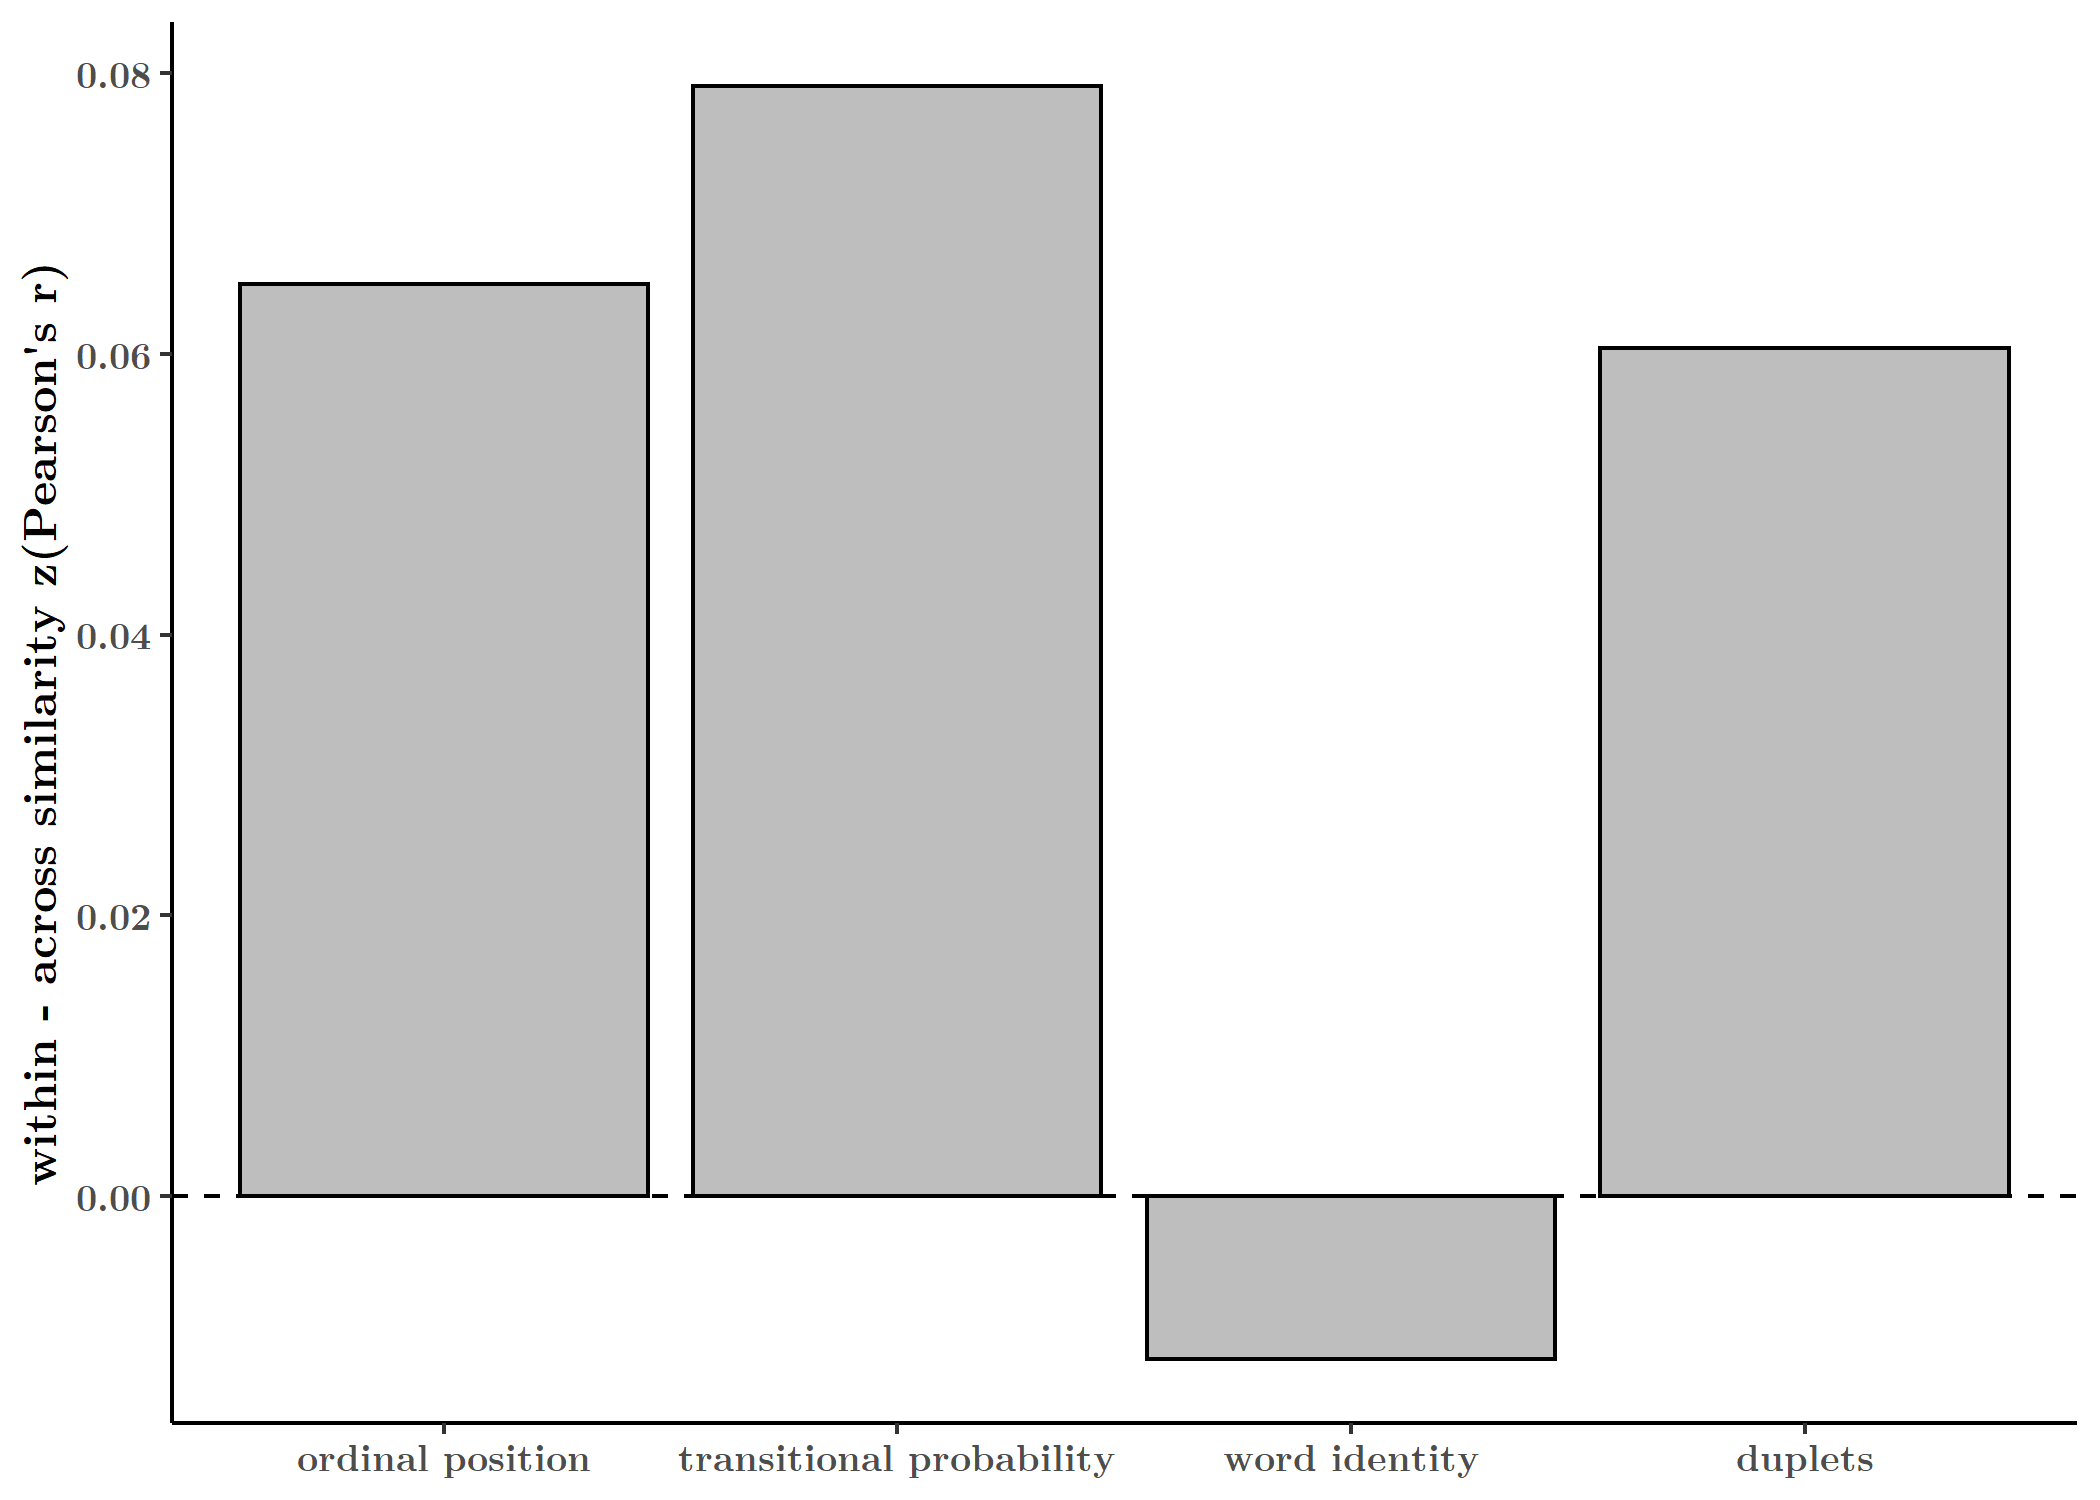 within - across similarity z(Pearson's r)
0.08
0.06
0.04
0.02
0.00
ordinal position
transitional probability
word identity
duplets